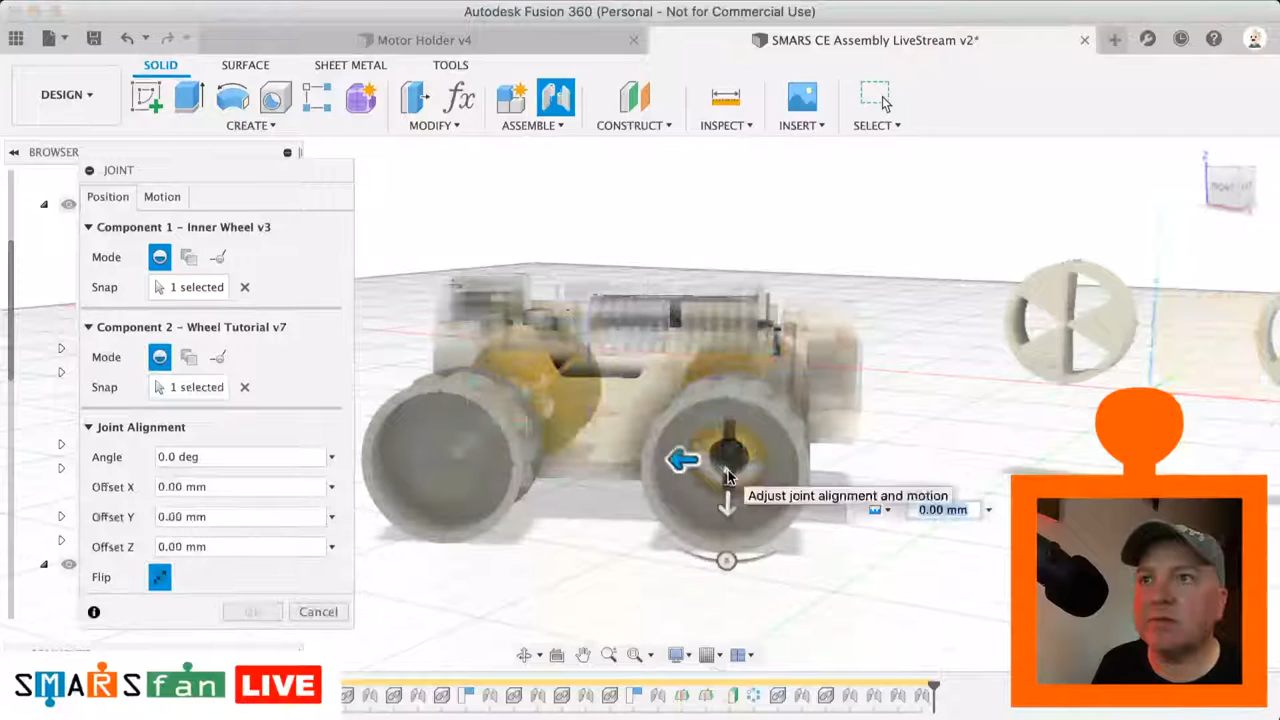 Autodesk Fusion 360 (Personal - Not for Commercial Use)
Motor Holder v4
SMARS CE Assembly LiveStream v2*
SOLID
SURFACE
SHEET METAL
TOOLS
DESIGN
CREATE
MODIFY
ASSEMBLE
CONSTRUCT
INSPECT
INSERT
SELECT
BROWSER
JOINT
Position
Motion
Component 1 - Inner Wheel v3
Mode
Snap
1 selected
Component 2 - Wheel Tutorial v7
Mode
Snap
1 selected
Joint Alignment
Angle
0.0 deg
Offset X
0.00 mm
Offset Y
0.00 mm
Offset Z
0.00 mm
Flip
Cancel
Adjust joint alignment and motion
0.00 mm
SMARS fan LIVE